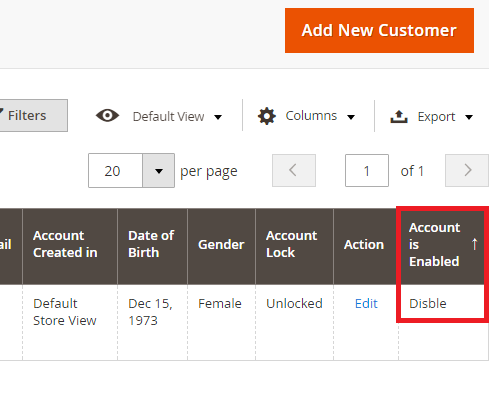 Add New Customer
Filters
Default View
Columns
Export
20
per page
1
of 1
ail
Account
Created in
Date of
Birth
Gender
Account
Lock
Action
Account
is
Enabled
Default
Store View
Dec 15,
1973
Female
Unlocked
Edit
Disble